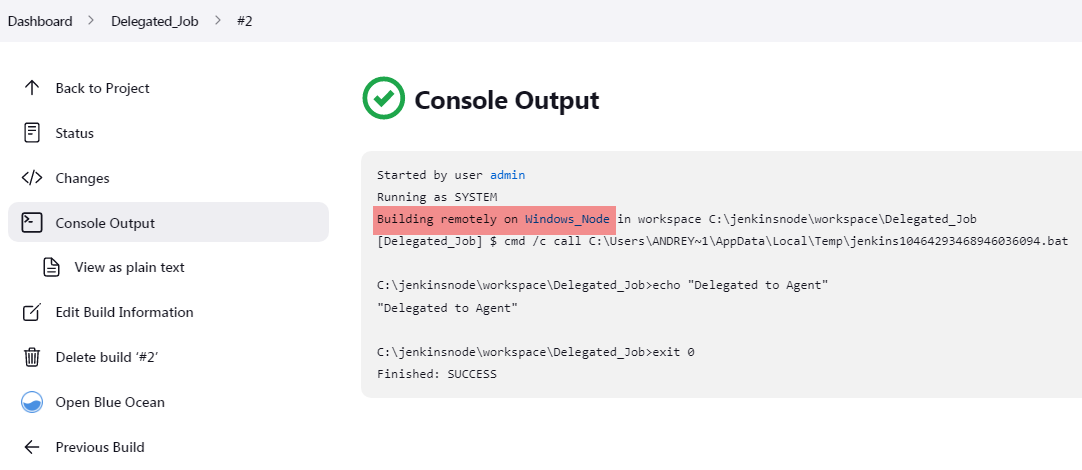 Dashboard > Delegated_Job > #2
Back to Project
Status
Changes
Console Output
View as plain text
Edit Build Information
Delete build ‘#2’
Open Blue Ocean
Previous Build
Console Output
Started by user admin
Running as SYSTEM
Building remotely on Windows_Node in workspace C:\jenkinsnode\workspace\Delegated_Job
[Delegated_Job] $ cmd /c call C:\Users\ANDREY~1\AppData\Local\Temp\jenkins10464293468946036094.bat
C:\jenkinsnode\workspace\Delegated_Job>echo "Delegated to Agent"
"Delegated to Agent"
C:\jenkinsnode\workspace\Delegated_Job>exit 0
Finished: SUCCESS